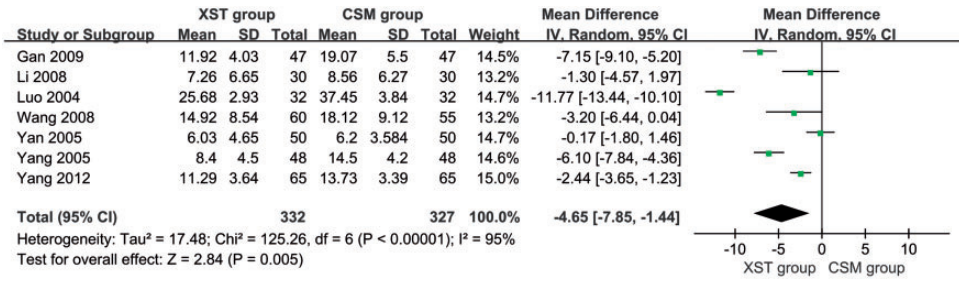 XST group CSM group Mean Difference Mean Difference
Study or Subgroup Mean SD Total Mean SD Total Weight IV, Random, 95% CI IV, Random, 95% CI
Gan 2009 11.92 4.03 47 19.07 5.5 47 14.5% -7.15 [-9.10, -5.20]
Li 2008 7.26 6.65 30 8.56 6.27 30 13.2% -1.30 [-4.57, 1.97]
Luo 2004 25.68 2.93 32 37.45 3.84 32 14.7% -11.77 [-13.44, -10.10]
Wang 2008 14.92 8.54 60 18.12 9.12 55 13.2% -3.20 [-6.44, 0.04]
Yan 2005 6.03 4.65 50 6.2 3.584 50 14.7% -0.17 [-1.80, 1.46]
Yang 2005 8.4 4.5 48 14.5 4.2 48 14.6% -6.10 [-7.84, -4.36]
Yang 2012 11.29 3.64 65 13.73 3.39 65 15.0% -2.44 [-3.65, -1.23]
Total (95% CI) 332 327 100.0% -4.65 [-7.85, -1.44]
Heterogeneity: Tau² = 17.48; Chi² = 125.26, df = 6 (P < 0.00001); I² = 95%
Test for overall effect: Z = 2.84 (P = 0.005)
-10 -5 0 5 10
XST group CSM group